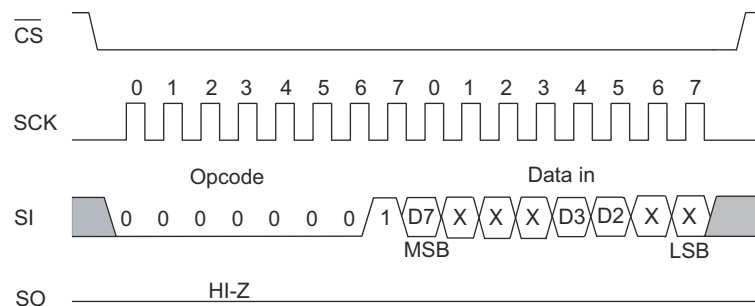 CS
0 1 2 3 4 5 6 7 0 1 2 3 4 5 6 7
SCK
Opcode Data in
SI 0 0 0 0 0 0 0 1 D7 X X X D3 D2 X X
MSB LSB
HI-Z
SO